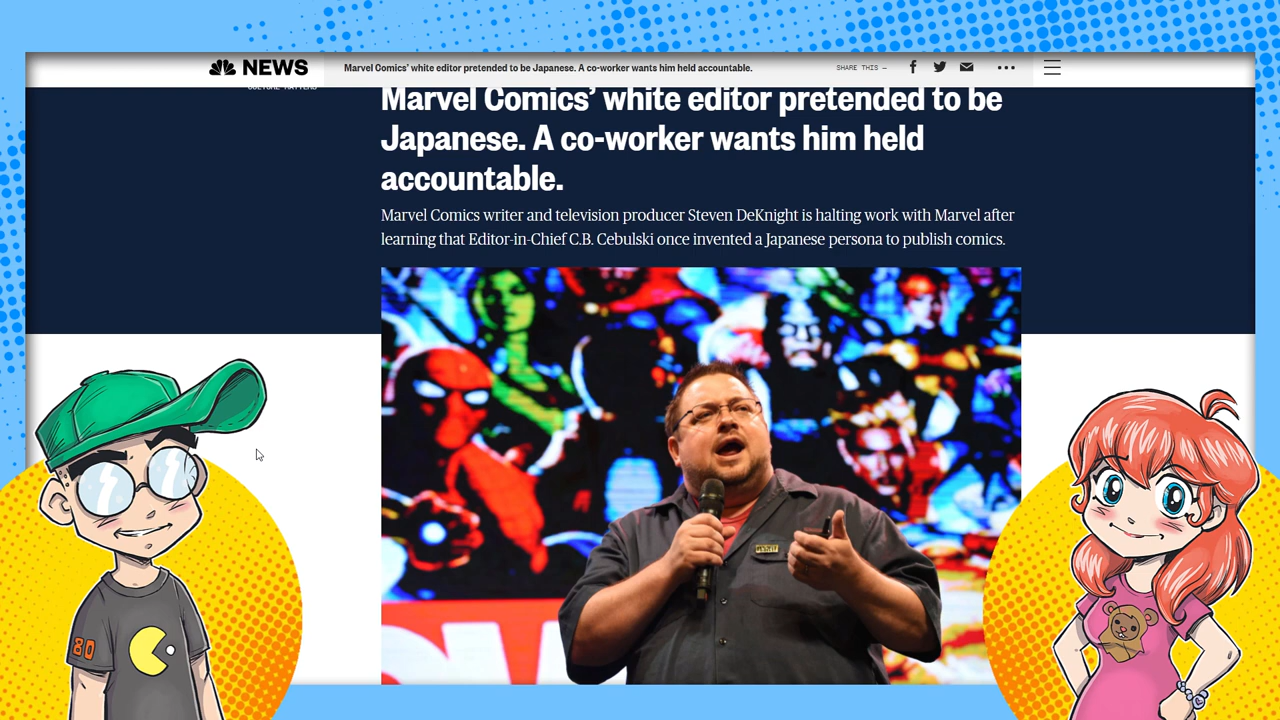 NEWS
Marvel Comics' white editor pretended to be Japanese. A co-worker wants him held accountable.
SHARE THIS —
CULTURE MATTERS
Marvel Comics' white editor pretended to be
Japanese. A co-worker wants him held
accountable.
Marvel Comics writer and television producer Steven DeKnight is halting work with Marvel after
learning that Editor-in-Chief C.B. Cebulski once invented a Japanese persona to publish comics.
80